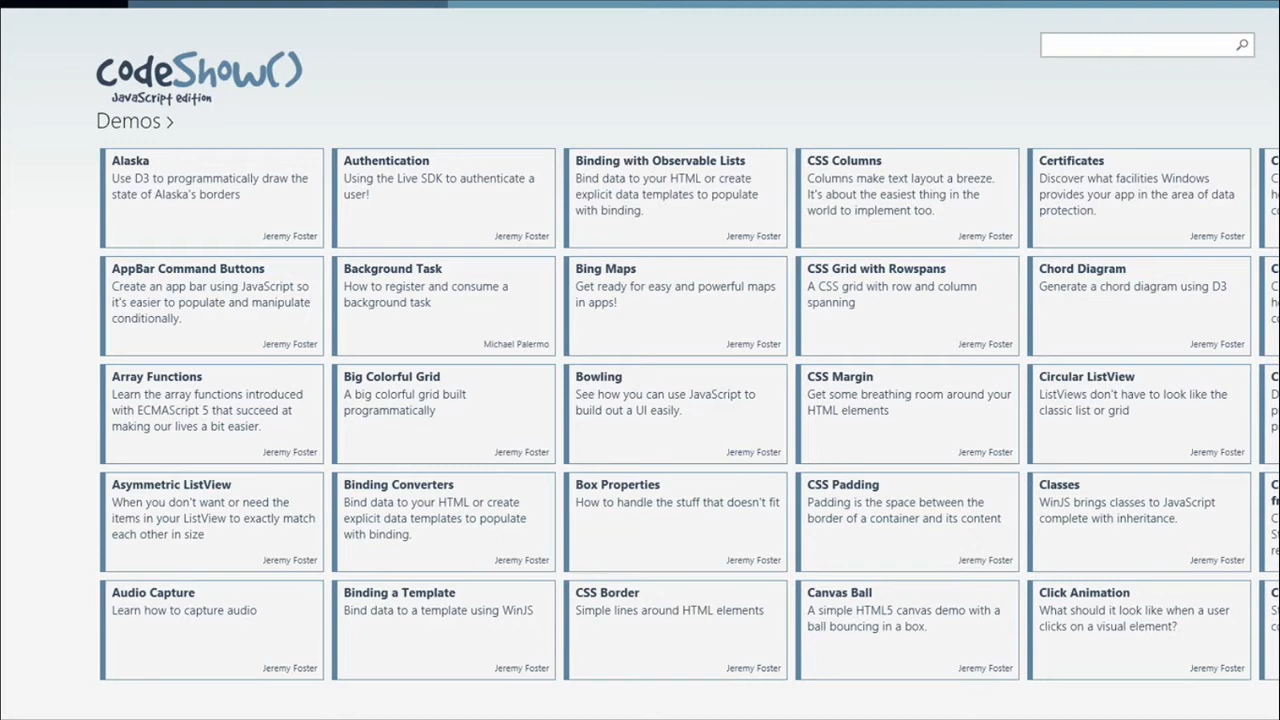 codeShow()
JavaScript edition
Demos >
Alaska
Use D3 to programmatically draw the
state of Alaska's borders
Jeremy Foster
AppBar Command Buttons
Create an app bar using JavaScript so
it's easier to populate and manipulate
conditionally.
Jeremy Foster
Array Functions
Learn the array functions introduced
with ECMAScript 5 that succeed at
making our lives a bit easier.
Jeremy Foster
Asymmetric ListView
When you don't want or need the
items in your ListView to exactly match
each other in size
Jeremy Foster
Audio Capture
Learn how to capture audio
Jeremy Foster
Authentication
Using the Live SDK to authenticate a
user!
Jeremy Foster
Background Task
How to register and consume a
background task
Michael Palermo
Big Colorful Grid
A big colorful grid built
programmatically
Jeremy Foster
Binding Converters
Bind data to your HTML or create
explicit data templates to populate
with binding.
Jeremy Foster
Binding a Template
Bind data to a template using WinJS
Jeremy Foster
Binding with Observable Lists
Bind data to your HTML or create
explicit data templates to populate
with binding.
Jeremy Foster
Bing Maps
Get ready for easy and powerful maps
in apps!
Jeremy Foster
Bowling
See how you can use JavaScript to
build out a UI easily.
Jeremy Foster
Box Properties
How to handle the stuff that doesn't fit
Jeremy Foster
CSS Border
Simple lines around HTML elements
Jeremy Foster
CSS Columns
Columns make text layout a breeze.
It's about the easiest thing in the
world to implement too.
Jeremy Foster
CSS Grid with Rowspans
A CSS grid with row and column
spanning
Jeremy Foster
CSS Margin
Get some breathing room around your
HTML elements
Jeremy Foster
CSS Padding
Padding is the space between the
border of a container and its content
Jeremy Foster
Canvas Ball
A simple HTML5 canvas demo with a
ball bouncing in a box.
Jeremy Foster
Certificates
Discover what facilities Windows
provides your app in the area of data
protection.
Jeremy Foster
Chord Diagram
Generate a chord diagram using D3
Jeremy Foster
Circular ListView
ListViews don't have to look like the
classic list or grid
Jeremy Foster
Classes
WinJS brings classes to JavaScript
complete with inheritance.
Jeremy Foster
Click Animation
What should it look like when a user
clicks on a visual element?
Jeremy Foster